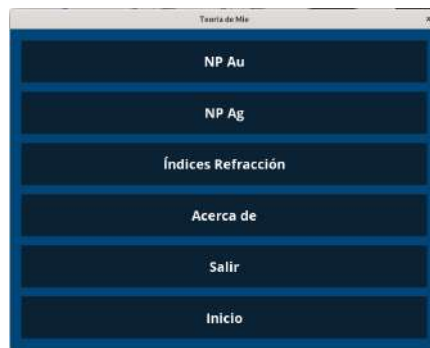 Teoría de Mie
NP Au
NP Ag
Índices Refracción
Acerca de
Salir
Inicio